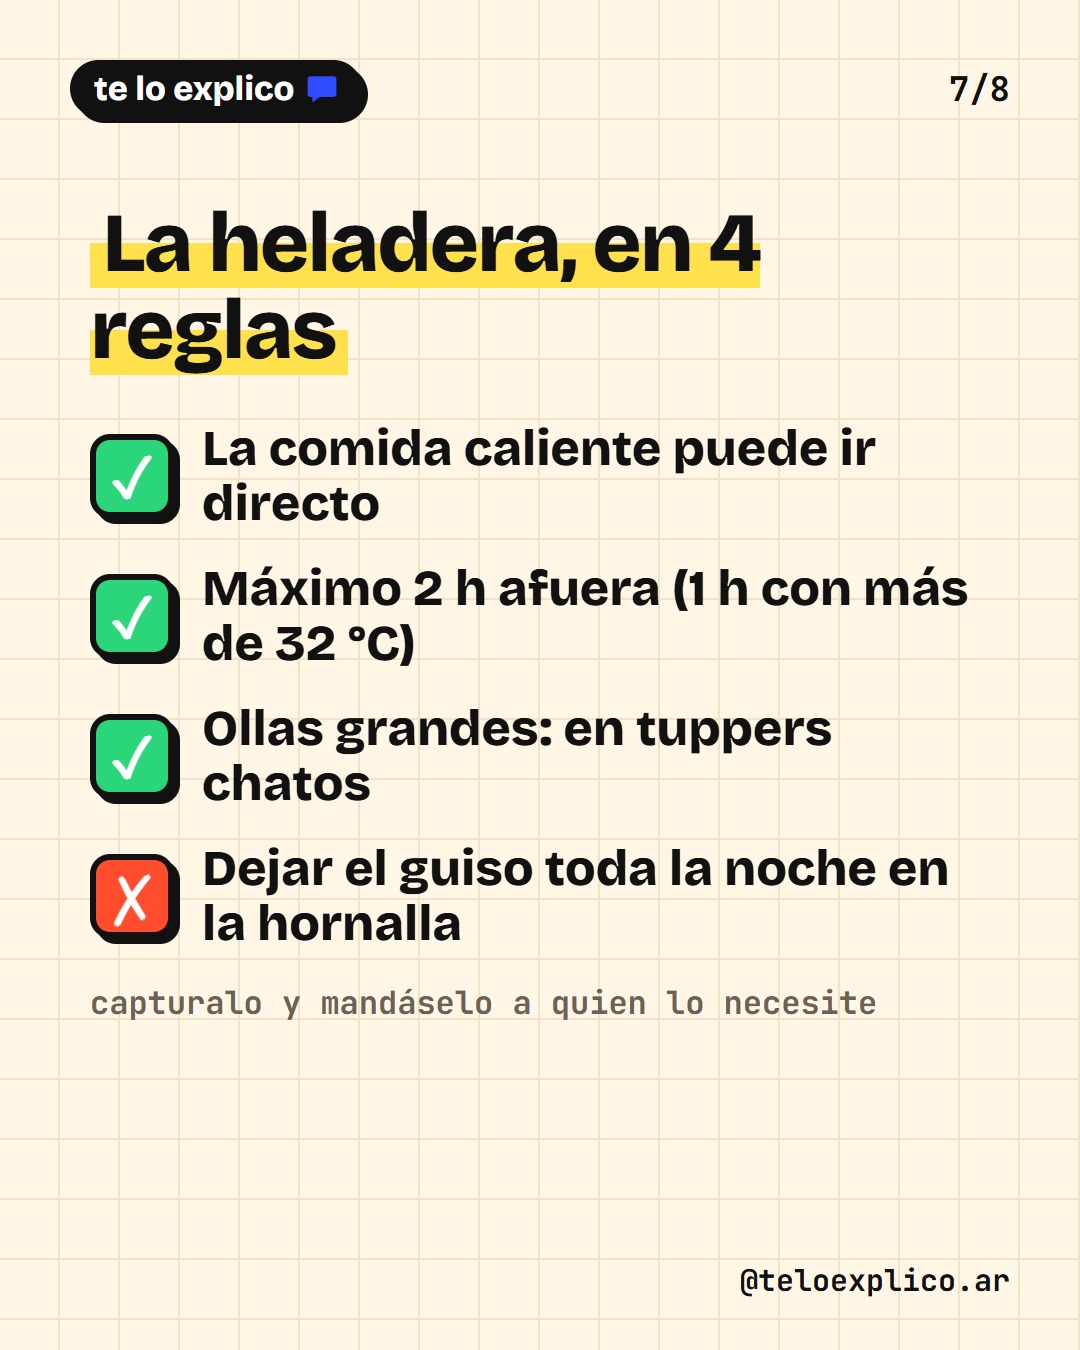 te lo explico
7/8
La heladera, en 4
reglas
La comida caliente puede ir
directo
Máximo 2 h afuera (1 h con más
de 32 °C)
Ollas grandes: en tuppers
chatos
Dejar el guiso toda la noche en
la hornalla
capturalo y mandáselo a quien lo necesite
@teloexplico.ar